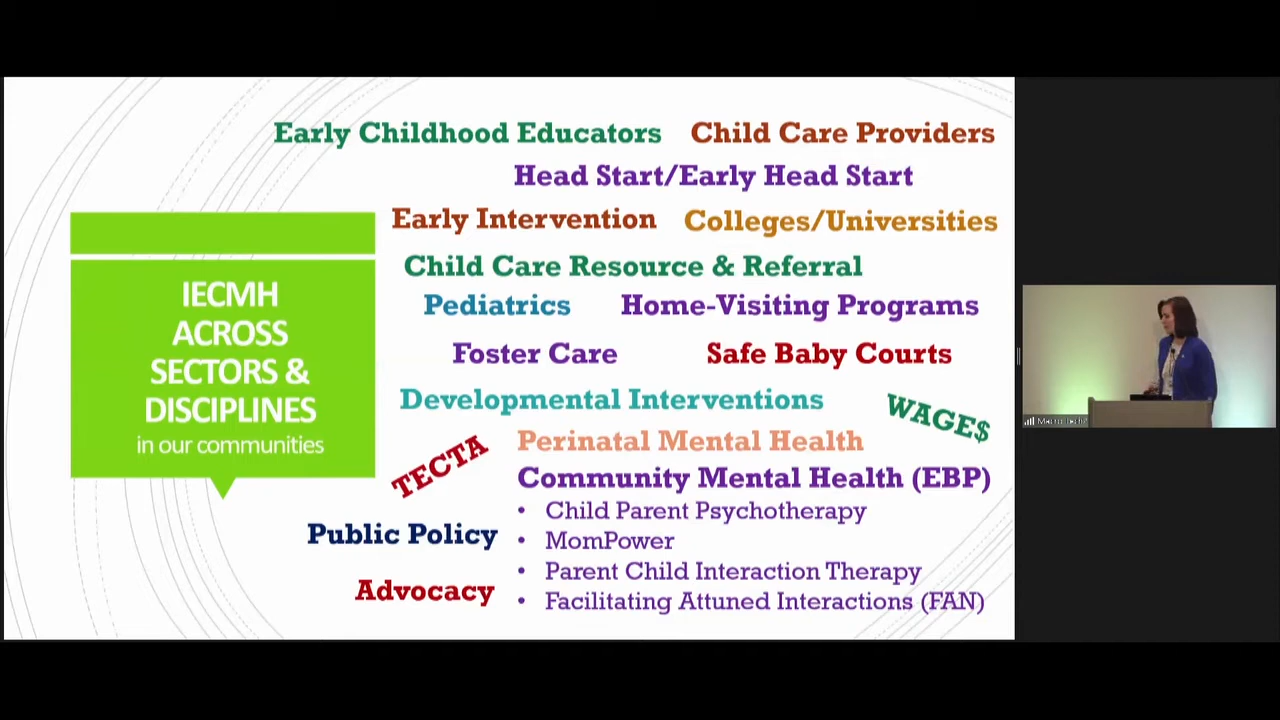 Early Childhood Educators
Child Care Providers
Head Start/Early Head Start
Early Intervention
Colleges/Universities
Child Care Resource & Referral
IECMH
ACROSS
SECTORS &
DISCIPLINES
in our communities
Pediatrics
Home-Visiting Programs
Foster Care
Safe Baby Courts
Developmental Interventions
WAGE$
TECTA
Perinatal Mental Health
Community Mental Health (EBP)
• Child Parent Psychotherapy
• MomPower
• Parent Child Interaction Therapy
• Facilitating Attuned Interactions (FAN)
Public Policy
Advocacy